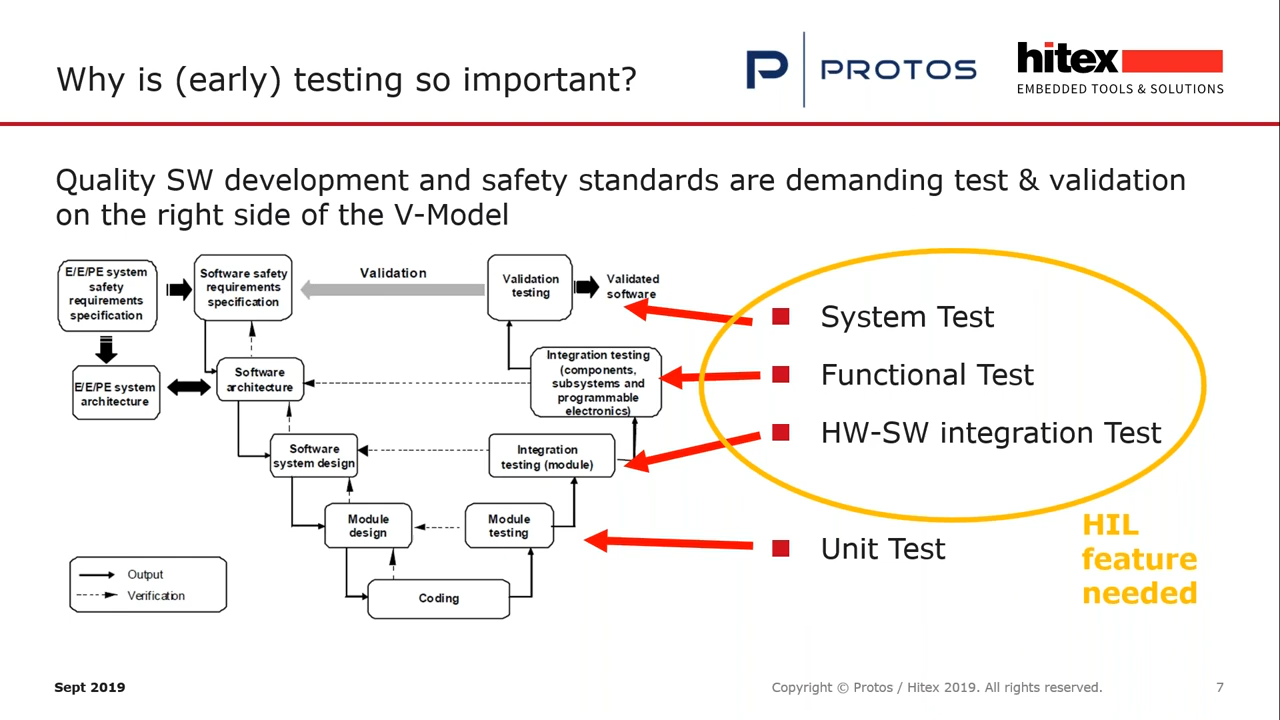 Why is (early) testing so important?
P PROTOS
hitex
EMBEDDED TOOLS & SOLUTIONS
Quality SW development and safety standards are demanding test & validation
on the right side of the V-Model
E/E/PE system
safety
requirements
specification
Software safety
requirements
specification
Validation
Validation
testing
Validated
software
E/E/PE system
architecture
Software
architecture
Integration testing
(components,
subsystems and
programmable
electronics)
Software
system design
Integration
testing (module)
Module
design
Module
testing
Coding
Output
Verification
System Test
Functional Test
HW-SW integration Test
Unit Test
HIL
feature
needed
Sept 2019
Copyright © Protos / Hitex 2019. All rights reserved.
7